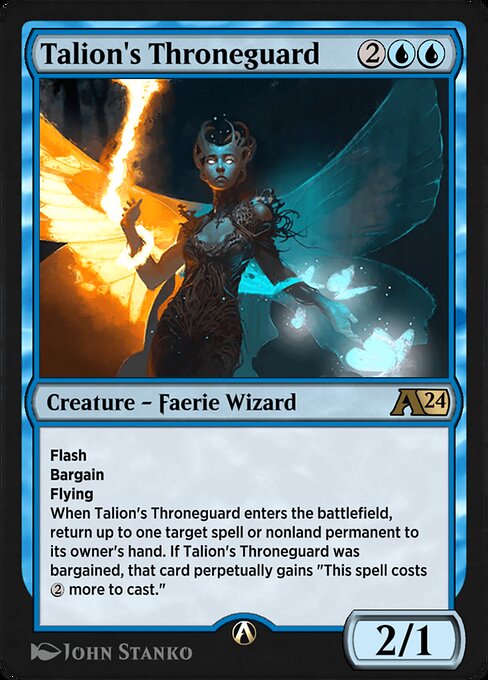 Talion's Throneguard 2
Creature – Faerie Wizard A24
Flash
Bargain
Flying
When Talion's Throneguard enters the battlefield,
return up to one target spell or nonland permanent to
its owner's hand. If Talion's Throneguard was
bargained, that card perpetually gains "This spell costs
2 more to cast."
2/1
John Stanko